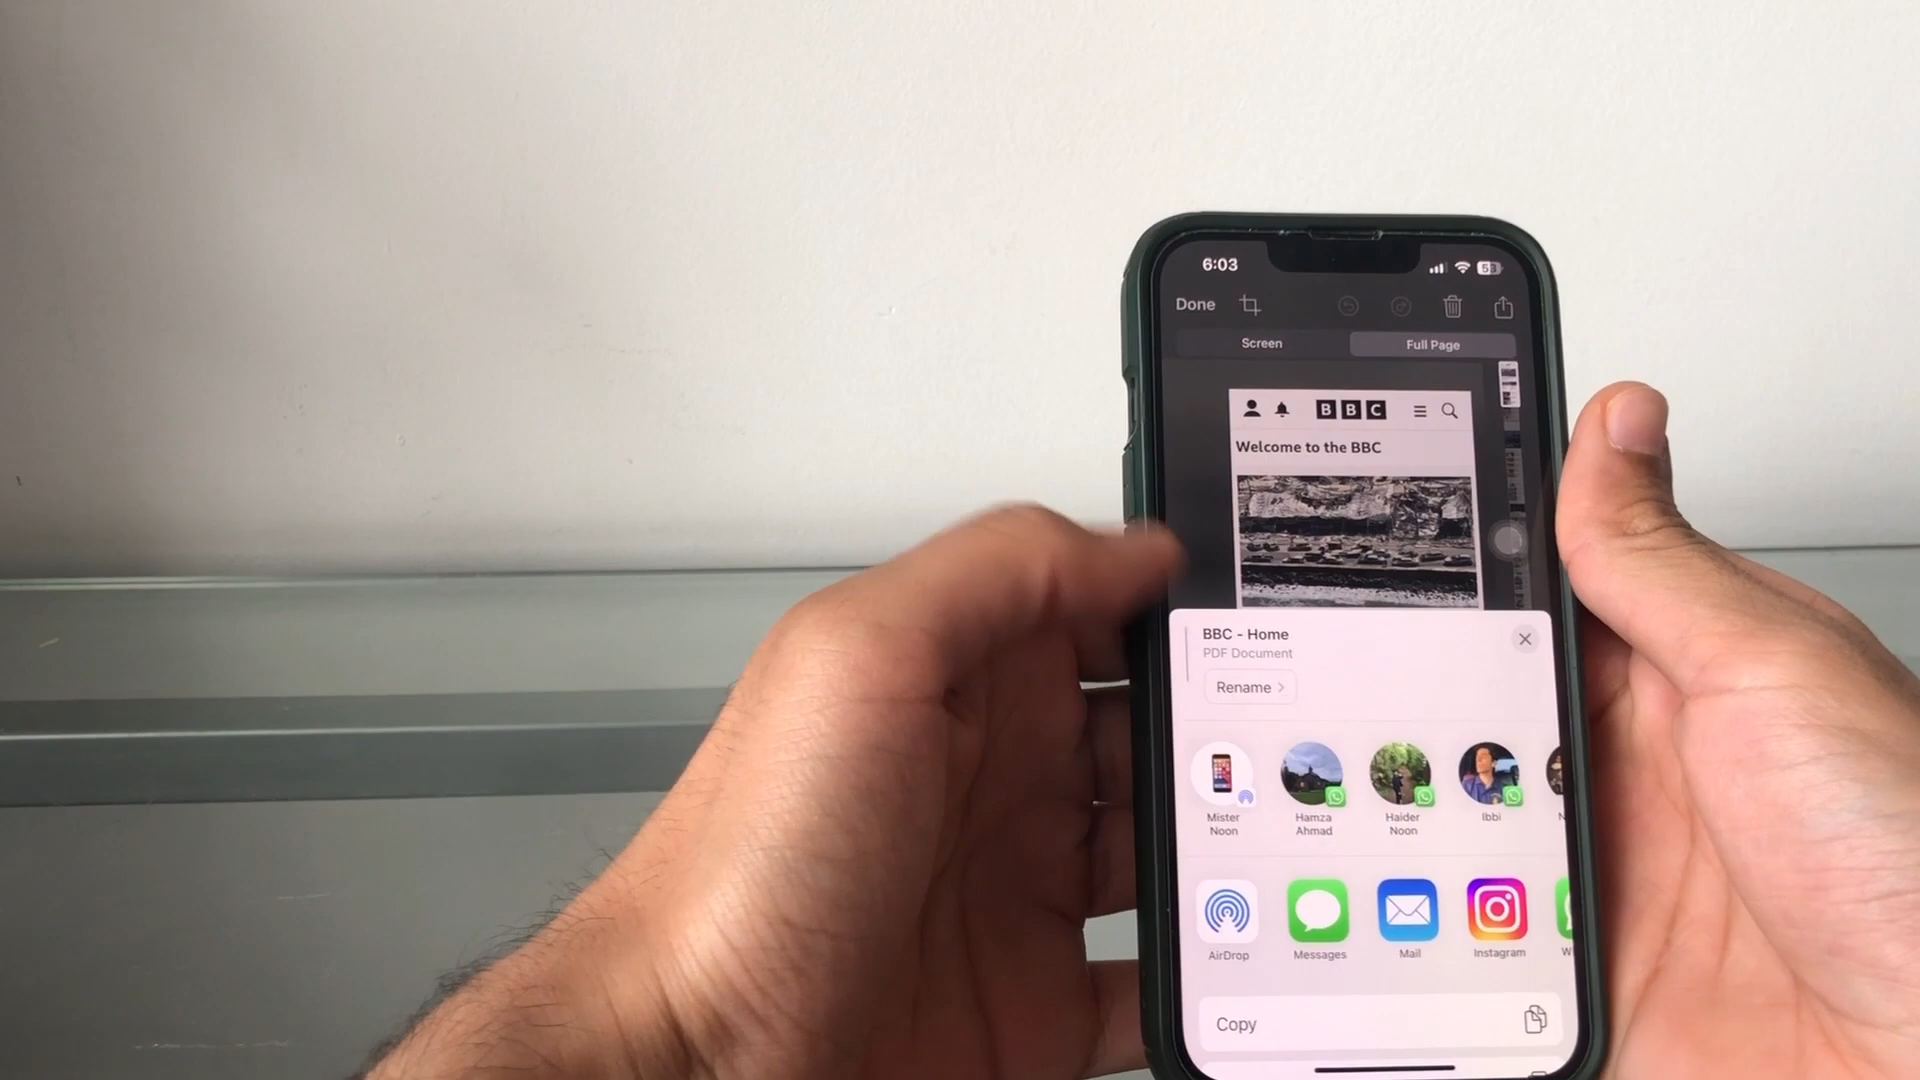 6:03
53
Done
Screen
Full Page
BBC
Welcome to the BBC
BBC - Home
PDF Document
Rename
Mister
Noon
Hamza
Ahmad
Haider
Noon
Ibbi
AirDrop
Messages
Mail
Instagram
Copy